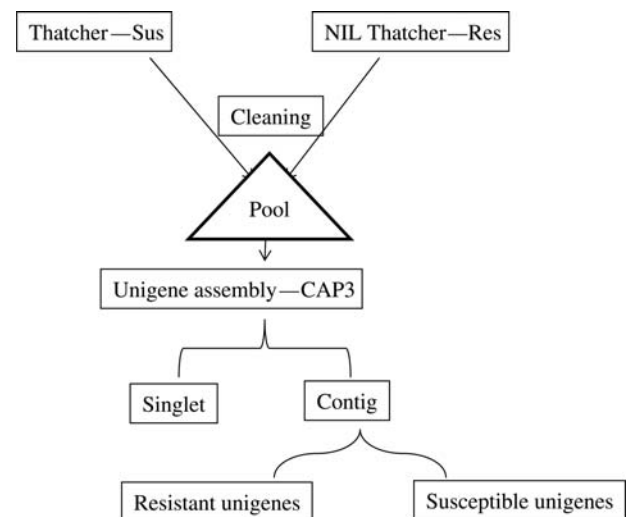 Thatcher—Sus
NIL Thatcher—Res
Cleaning
Pool
Unigene assembly—CAP3
Singlet
Contig
Resistant unigenes
Susceptible unigenes